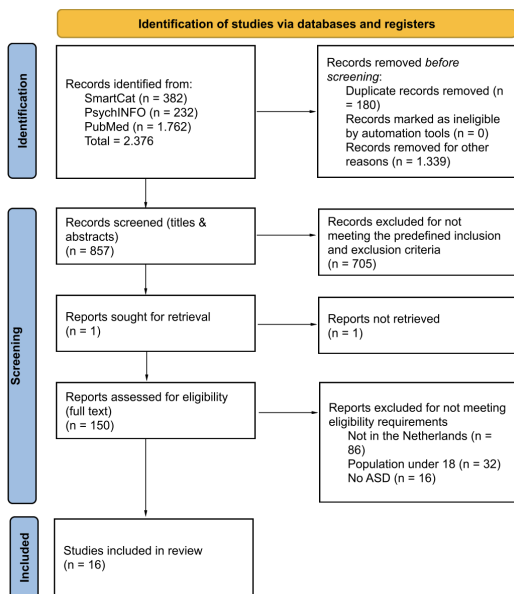 Identification of studies via databases and registers
Identification
Records identified from:
SmartCat (n = 382)
PsychINFO (n = 232)
PubMed (n = 1.762)
Total = 2.376
Records removed before
screening:
Duplicate records removed (n
= 180)
Records marked as ineligible
by automation tools (n = 0)
Records removed for other
reasons (n = 1.339)
Screening
Records screened (titles &
abstracts)
(n = 857)
Records excluded for not
meeting the predefined inclusion
and exclusion criteria
(n = 705)
Reports sought for retrieval
(n = 1)
Reports not retrieved
(n = 1)
Reports assessed for eligibility
(full text)
(n = 150)
Reports excluded for not meeting
eligibility requirements
Not in the Netherlands (n =
86)
Population under 18 (n = 32)
No ASD (n = 16)
Included
Studies included in review
(n = 16)